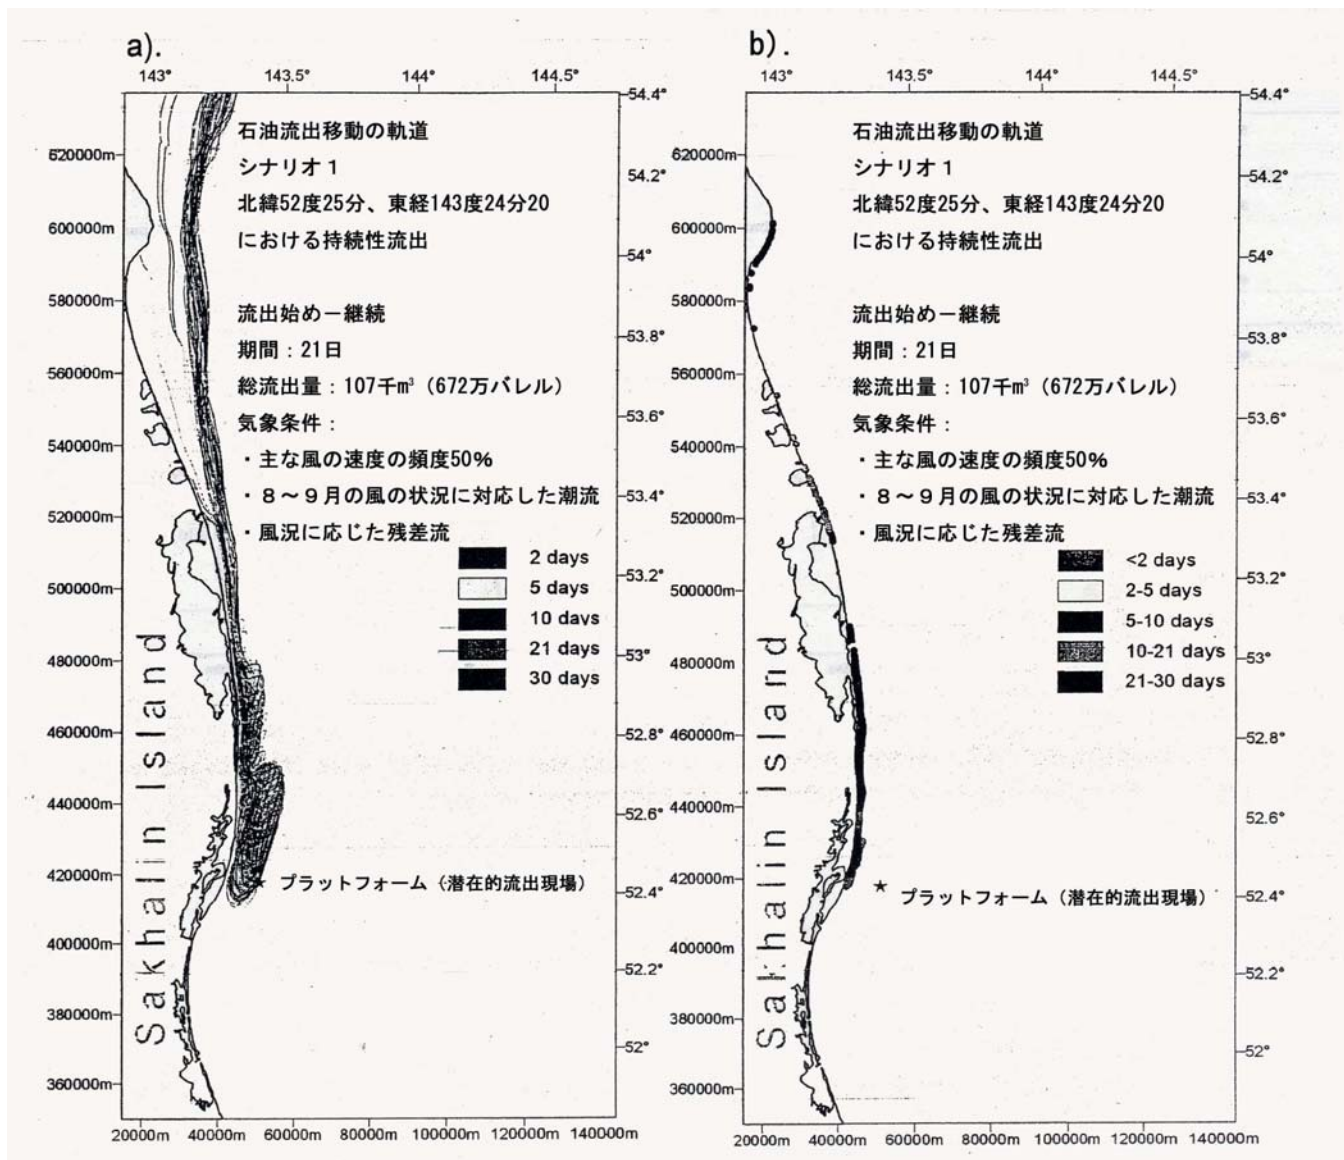 a).
143° 143.5° 144° 144.5°
54.4°
54.2°
54°
53.8°
53.6°
53.4°
53.2°
53°
52.8°
52.6°
52.4°
52.2°
52°
620000m
600000m
580000m
560000m
540000m
520000m
500000m
480000m
460000m
440000m
420000m
400000m
380000m
360000m
20000m 40000m 60000m 80000m 100000m 120000m 140000m
石油流出移動の軌道
シナリオ1
北緯52度25分、東経143度24分20
における持続性流出
流出始め－継続
期間：21日
総流出量：107千m³（672万バレル）
気象条件：
・主な風の速度の頻度50%
・８～９月の風の状況に対応した潮流
・風況に応じた残差流
2 days
5 days
10 days
21 days
30 days
Sakhalin Island
プラットフォーム（潜在的流出現場）
b).
143° 143.5° 144° 144.5°
54.4°
54.2°
54°
53.8°
53.6°
53.4°
53.2°
53°
52.8°
52.6°
52.4°
52.2°
52°
620000m
600000m
580000m
560000m
540000m
520000m
500000m
480000m
460000m
440000m
420000m
400000m
380000m
360000m
20000m 40000m 60000m 80000m 100000m 120000m 140000m
石油流出移動の軌道
シナリオ1
北緯52度25分、東経143度24分20
における持続性流出
流出始め－継続
期間：21日
総流出量：107千m³（672万バレル）
気象条件：
・主な風の速度の頻度50%
・８～９月の風の状況に対応した潮流
・風況に応じた残差流
<2 days
2-5 days
5-10 days
10-21 days
21-30 days
Sakhalin Island
プラットフォーム（潜在的流出現場）